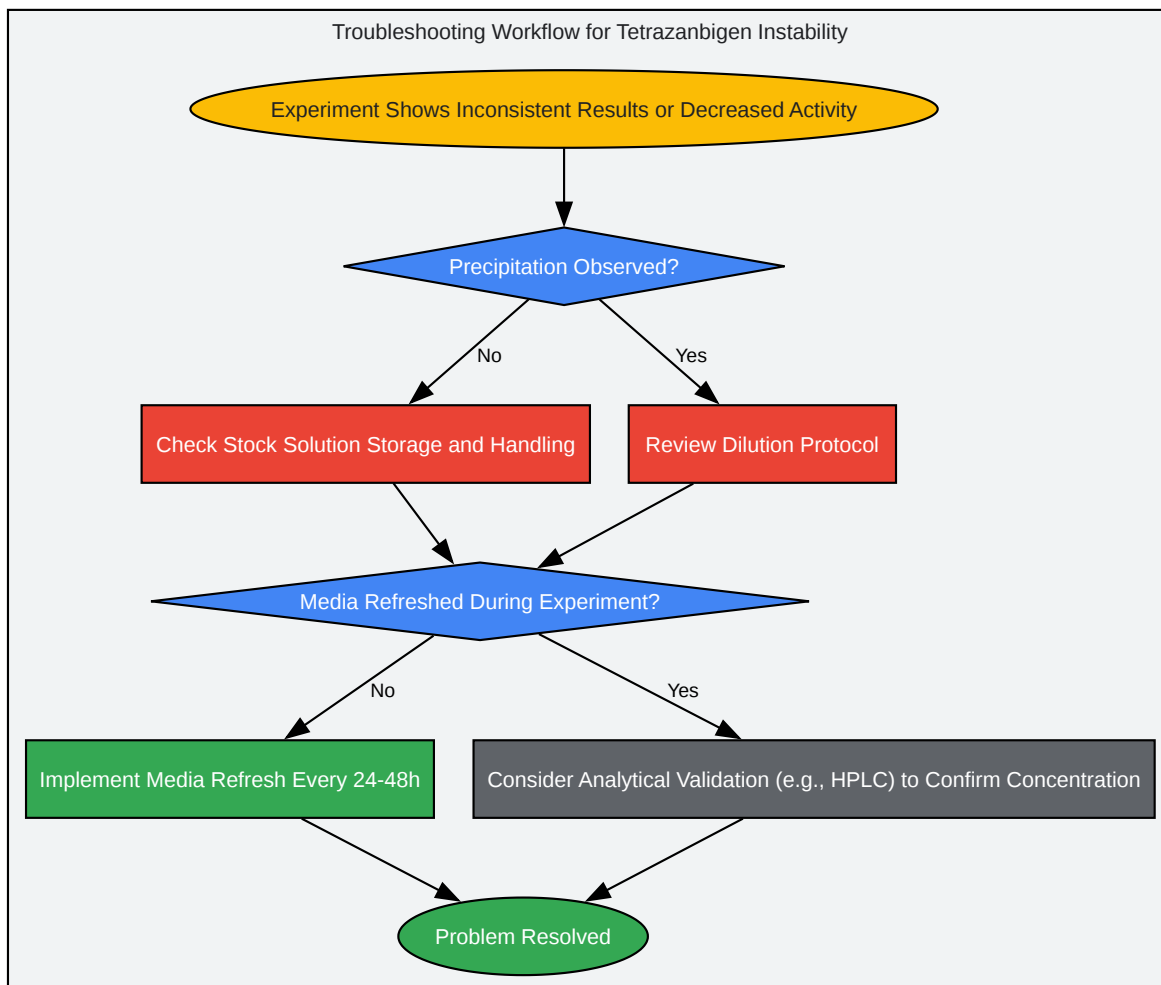 Troubleshooting Workflow for Tetrazanbigen Instability
Experiment Shows Inconsistent Results or Decreased Activity
Precipitation Observed?
No
Yes
Check Stock Solution Storage and Handling
Review Dilution Protocol
Media Refreshed During Experiment?
No
Yes
Implement Media Refresh Every 24-48h
Consider Analytical Validation (e.g., HPLC) to Confirm Concentration
Problem Resolved